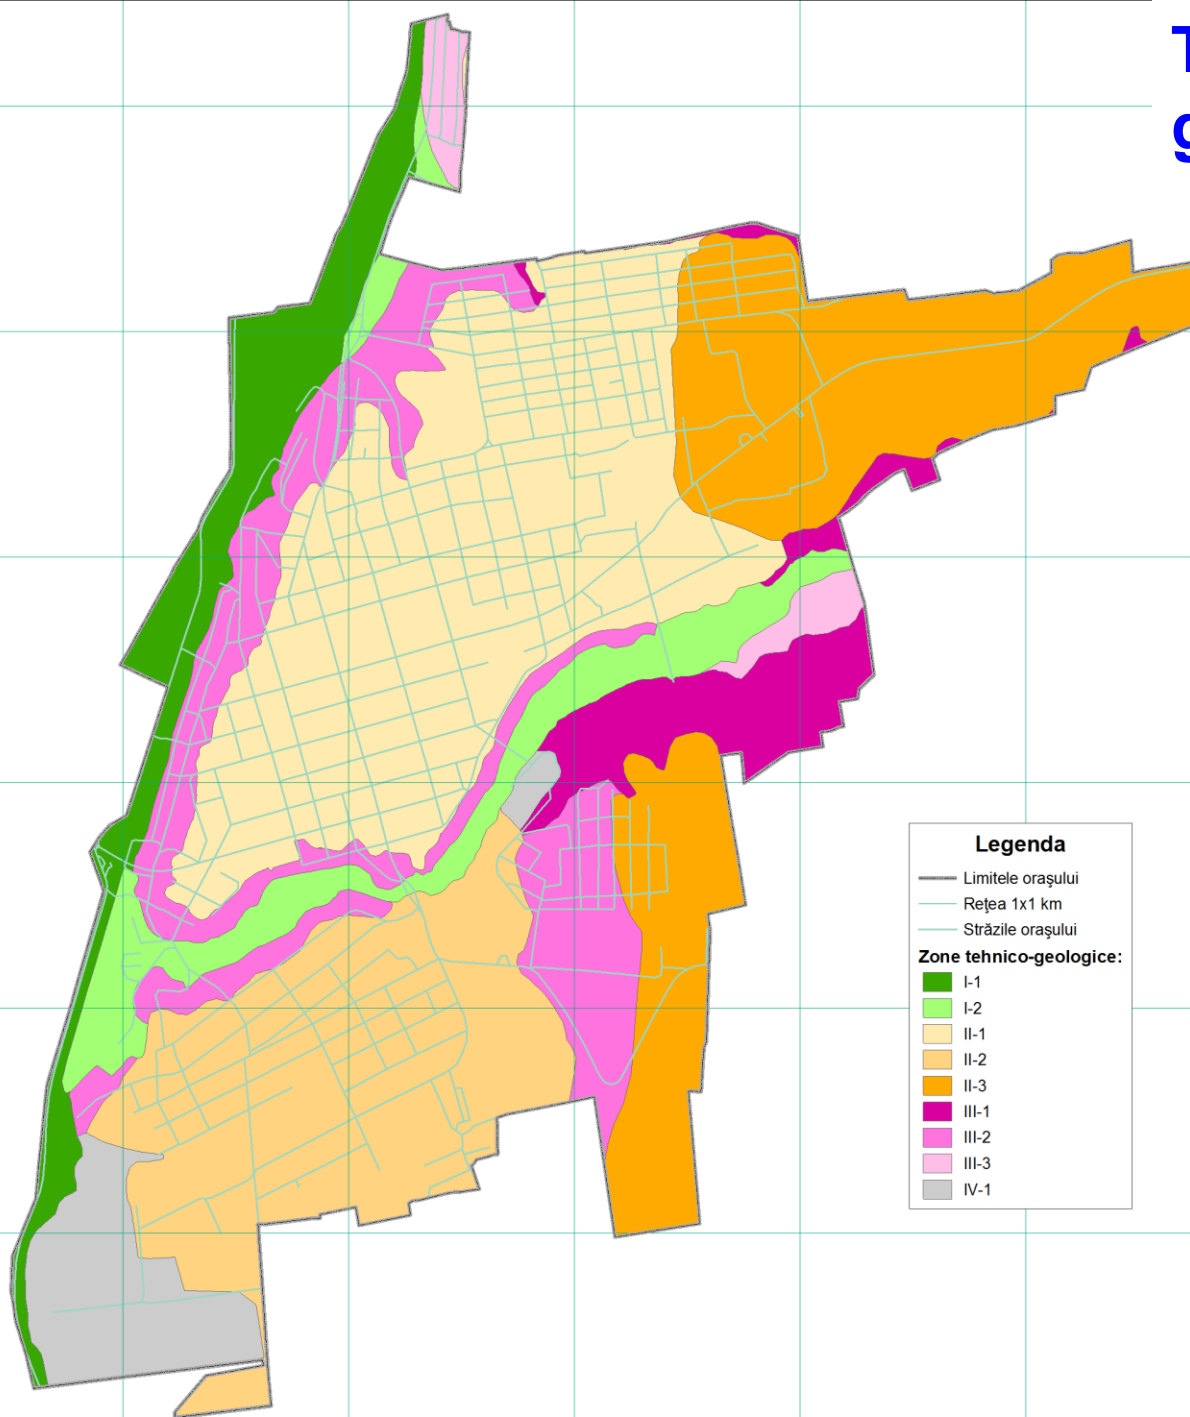 T
g
Legenda
Limitele oraşului
Reţea 1x1 km
Străzile oraşului
Zone tehnico-geologice:
I-1
I-2
II-1
II-2
II-3
III-1
III-2
III-3
IV-1